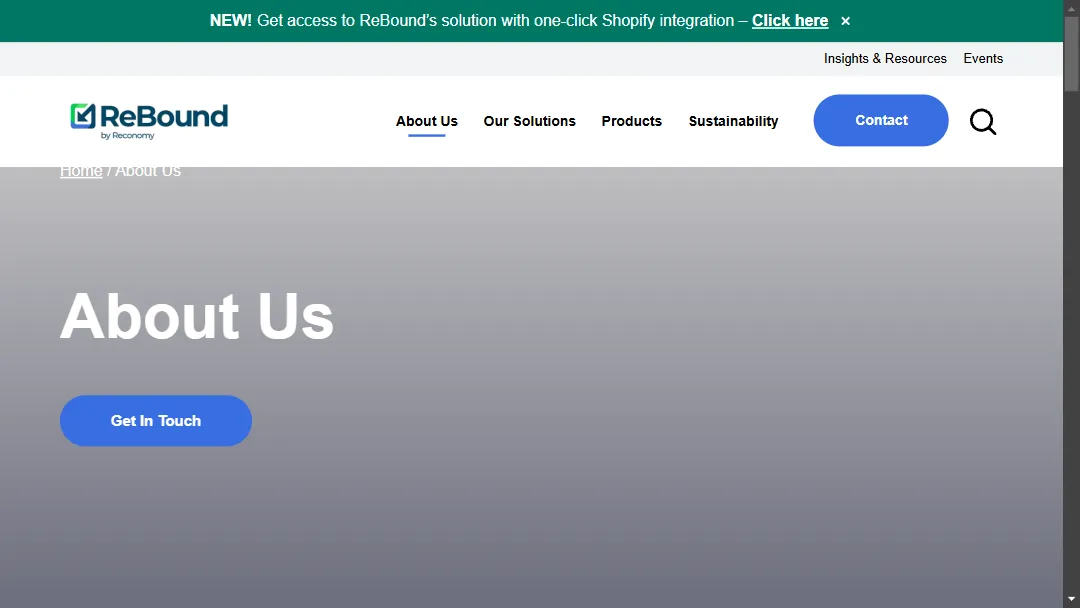 NEW! Get access to ReBound’s solution with one-click Shopify integration – Click here ×
Insights & Resources Events
ReBound
by Reconomy
About Us Our Solutions Products Sustainability Contact
Home / About Us
About Us
Get In Touch